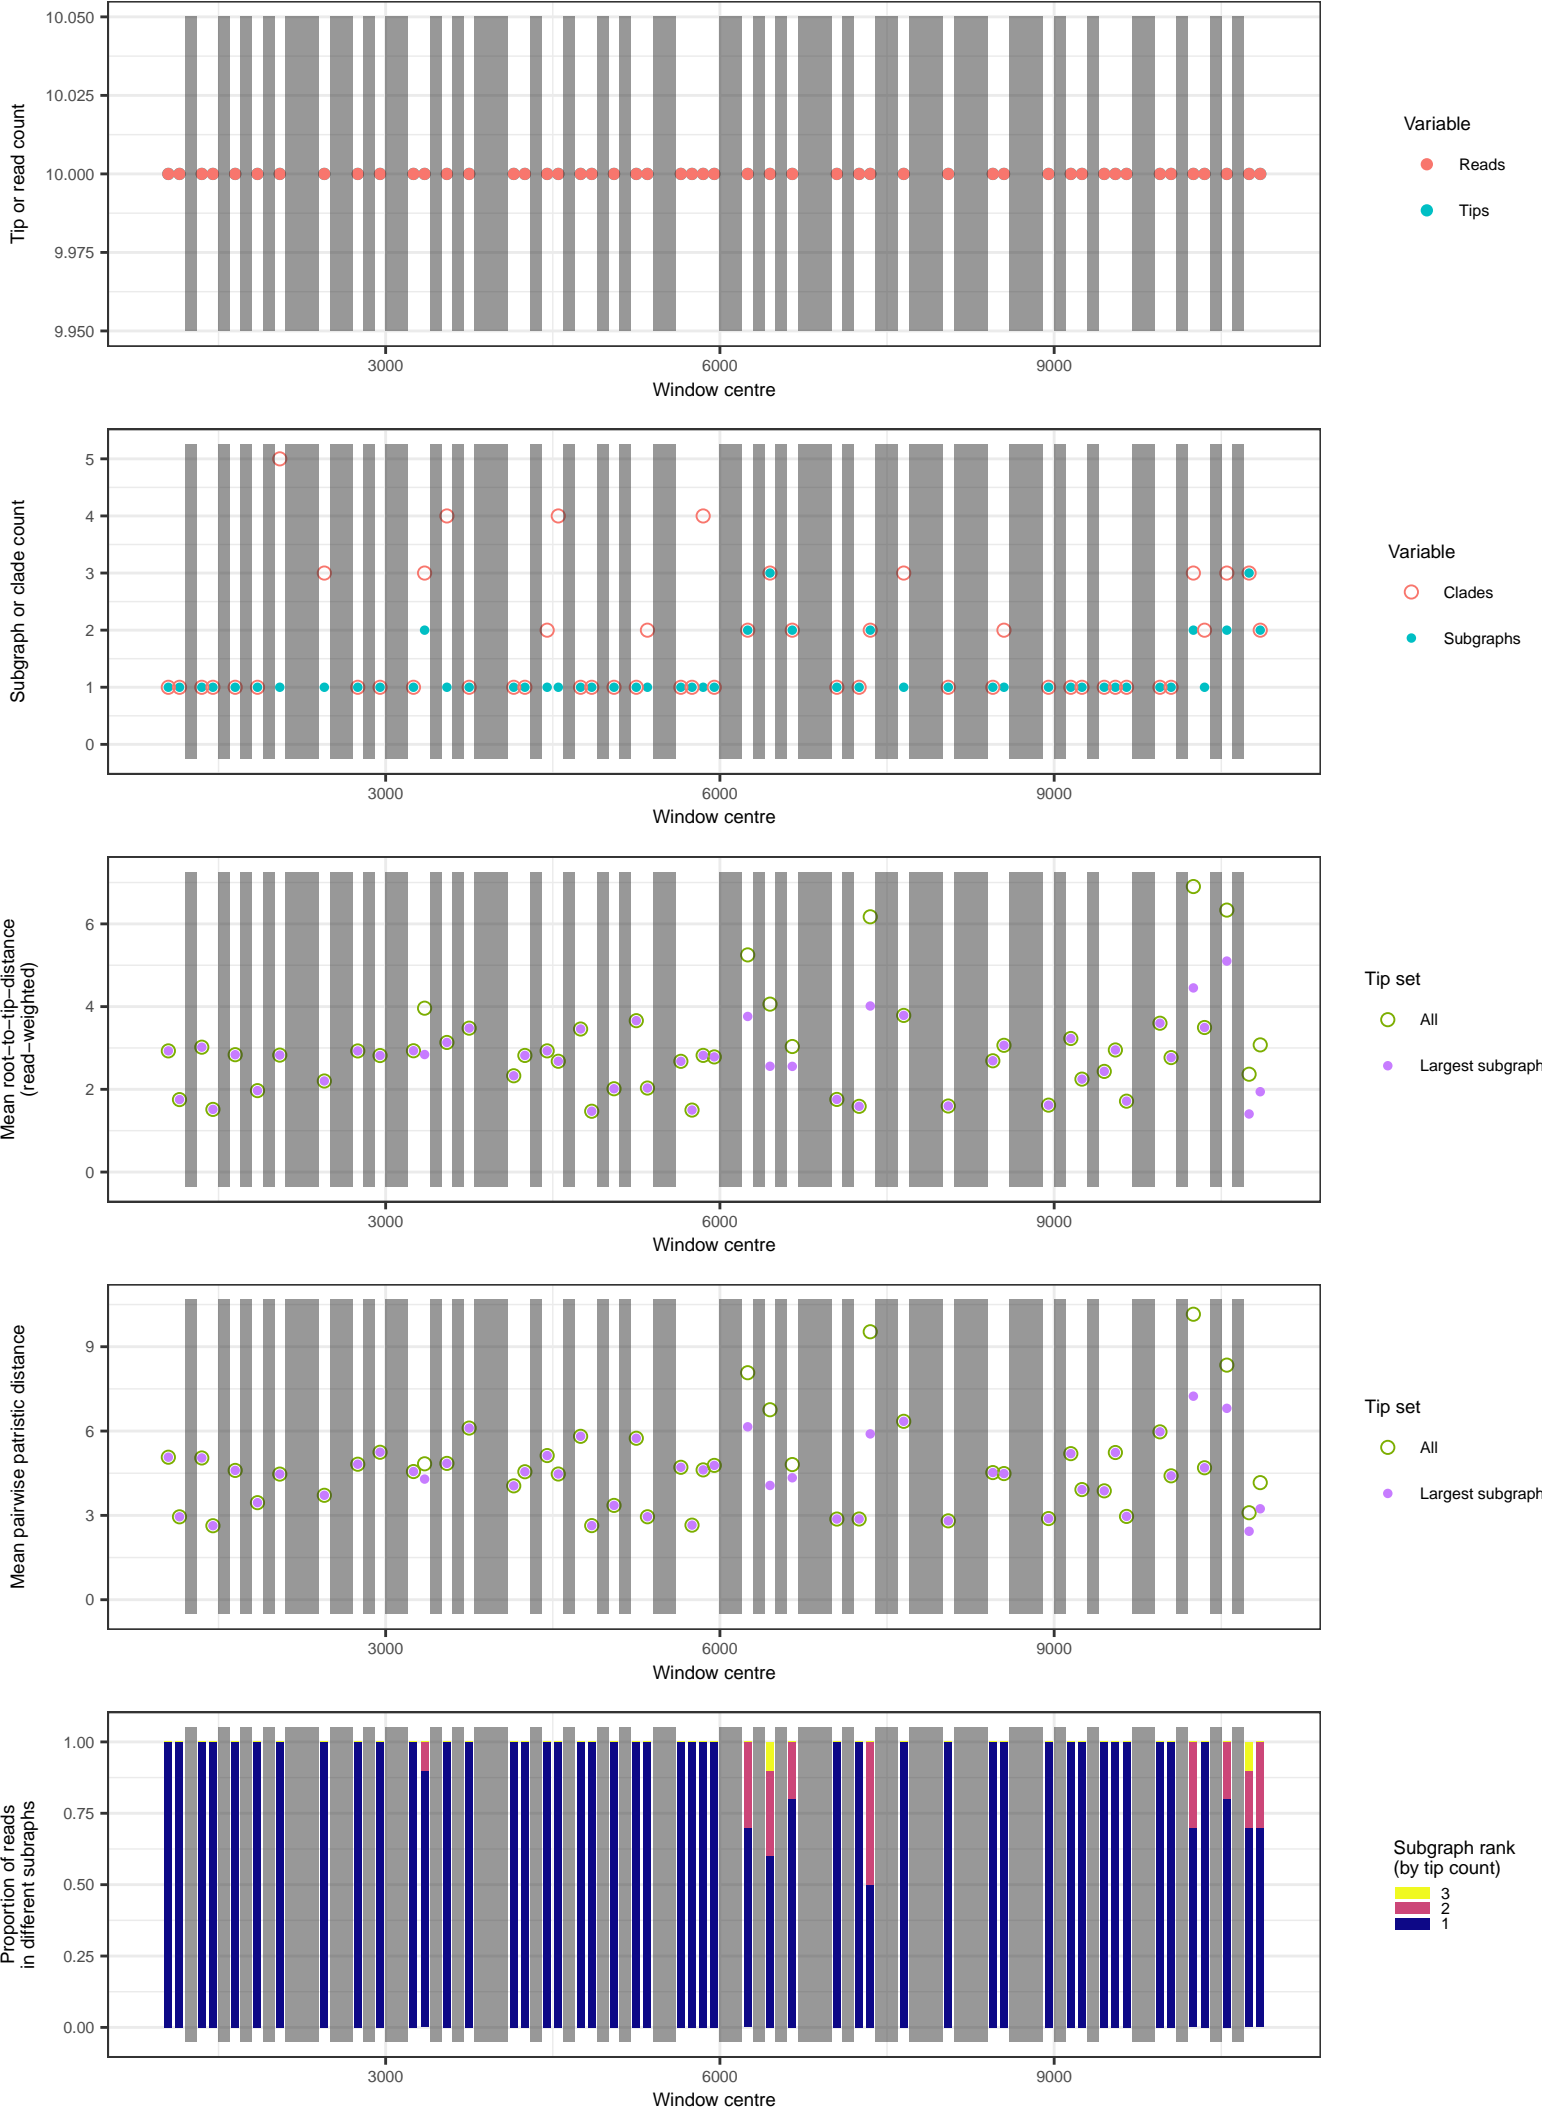 10.050
10.025
10.000
9.975
9.950
Tip or read count
3000
6000
9000
Window centre
Variable
Reads
Tips
5
4
3
2
1
0
Subgraph or clade count
3000
6000
9000
Window centre
Variable
Clades
Subgraphs
6
4
2
0
Mean root−to−tip−distance
(read−weighted)
3000
6000
9000
Window centre
Tip set
All
Largest subgraph
9
6
3
0
Mean pairwise patristic distance
3000
6000
9000
Window centre
Tip set
All
Largest subgraph
1.00
0.75
0.50
0.25
0.00
Proportion of reads
in different subraphs
3000
6000
9000
Window centre
Subgraph rank
(by tip count)
3
2
1